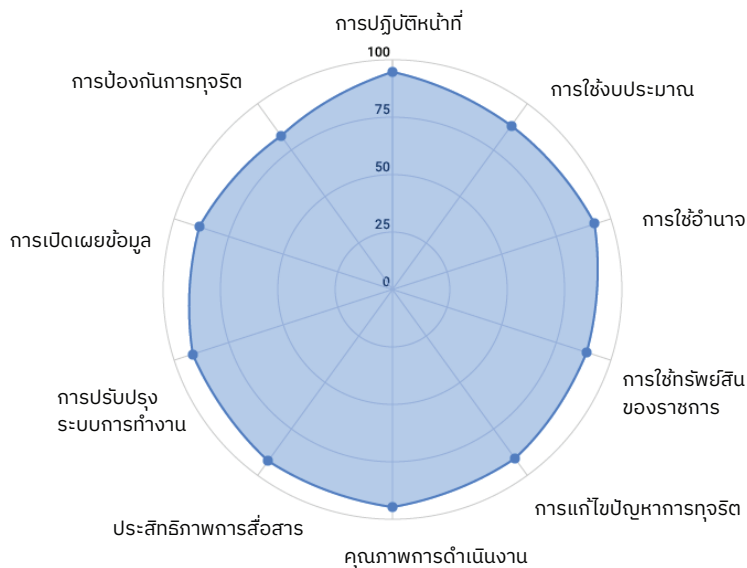 การปฏิบัติหน้าที่
100
การป้องกันการทุจริต
การใช้งบประมาณ
75
50
การใช้อำนาจ
การเปิดเผยข้อมูล
25
0
การใช้ทรัพย์สิน
ของราชการ
การปรับปรุง
ระบบการทำงาน
การแก้ไขปัญหาการทุจริต
ประสิทธิภาพการสื่อสาร
คุณภาพการดำเนินงาน